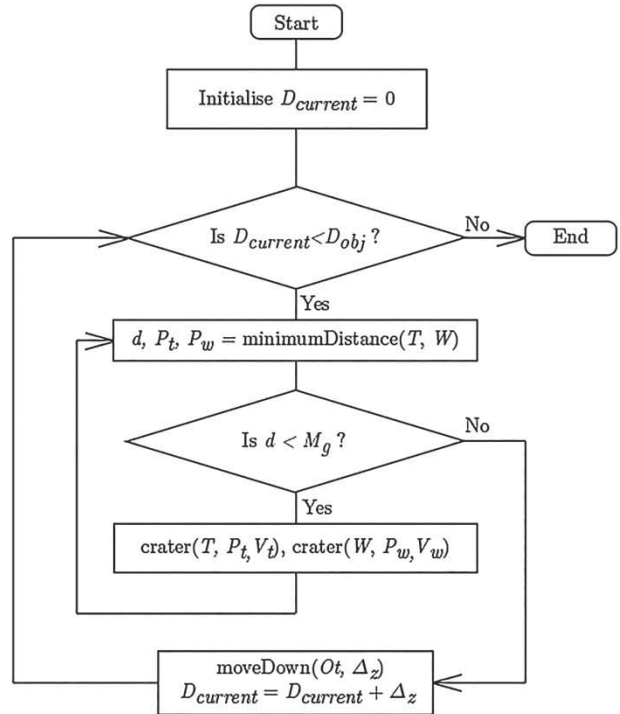 Start
Initialise D_current = 0
Is D_current<D_obj ?
No
End
Yes
d, P_t, P_w = minimumDistance(T, W)
Is d < M_g ?
No
Yes
crater(T, P_t, V_t), crater(W, P_w, V_w)
moveDown(Ot, Δ_z)
D_current = D_current + Δ_z